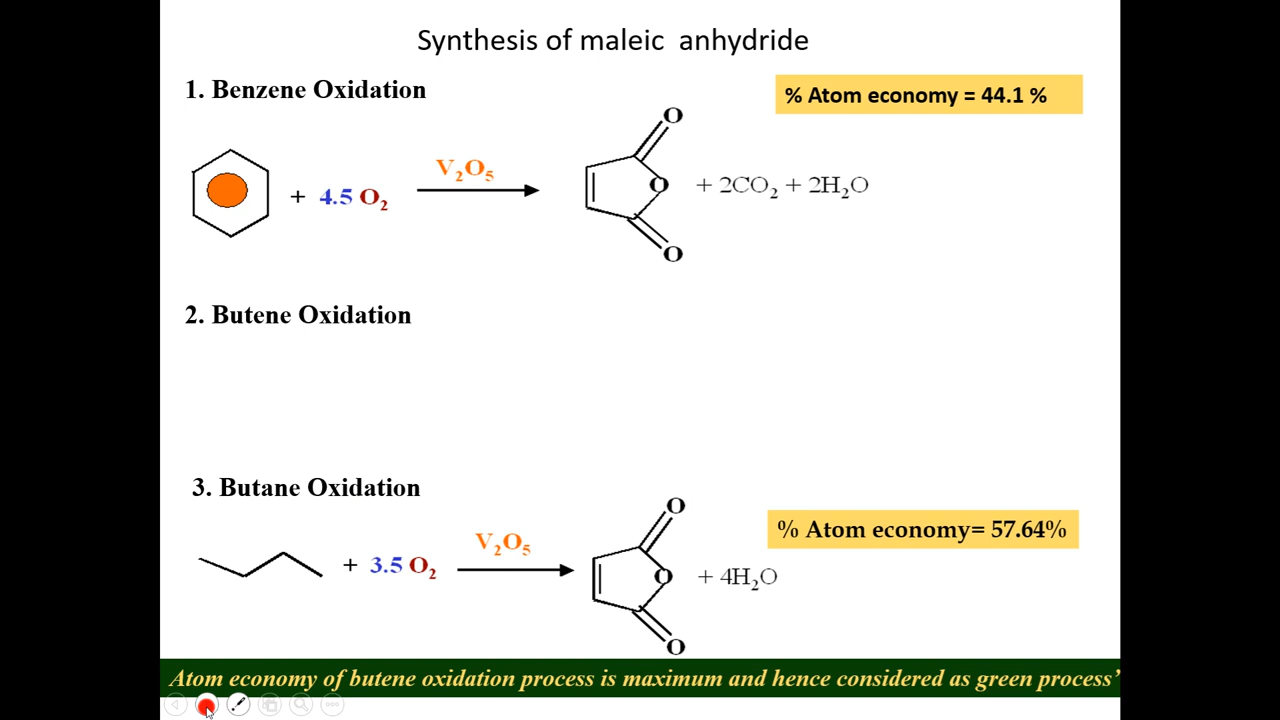 Synthesis of maleic anhydride
1. Benzene Oxidation
% Atom economy = 44.1 %
+ 4.5 O₂
V₂O₅
O
O
O
+ 2CO₂ + 2H₂O
2. Butene Oxidation
3. Butane Oxidation
% Atom economy= 57.64%
+ 3.5 O₂
V₂O₅
O
O
O
+ 4H₂O
Atom economy of butene oxidation process is maximum and hence considered as green process’